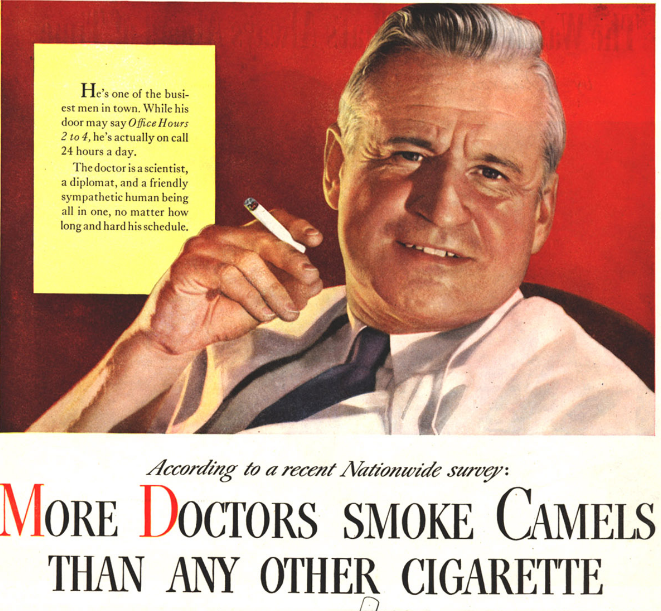 He's one of the busi-
est men in town. While his
door may say Office Hours
2 to 4, he's actually on call
24 hours a day.
The doctor is a scientist,
a diplomat, and a friendly
sympathetic human being
all in one, no matter how
long and hard his schedule.
According to a recent Nationwide survey:
MORE DOCTORS SMOKE CAMELS
THAN ANY OTHER CIGARETTE